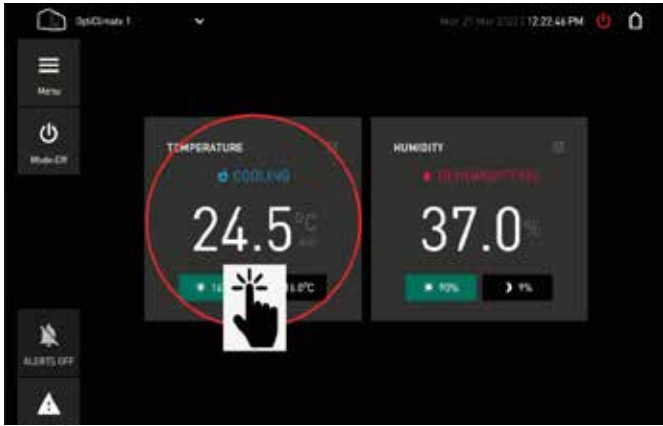 OptiClimate 1
12:22:46 PM
Menu
Mode Off
TEMPERATURE
COOLING
24.5 °C
HUMIDITY
37.0 %
90%
9%
ALERTS OFF